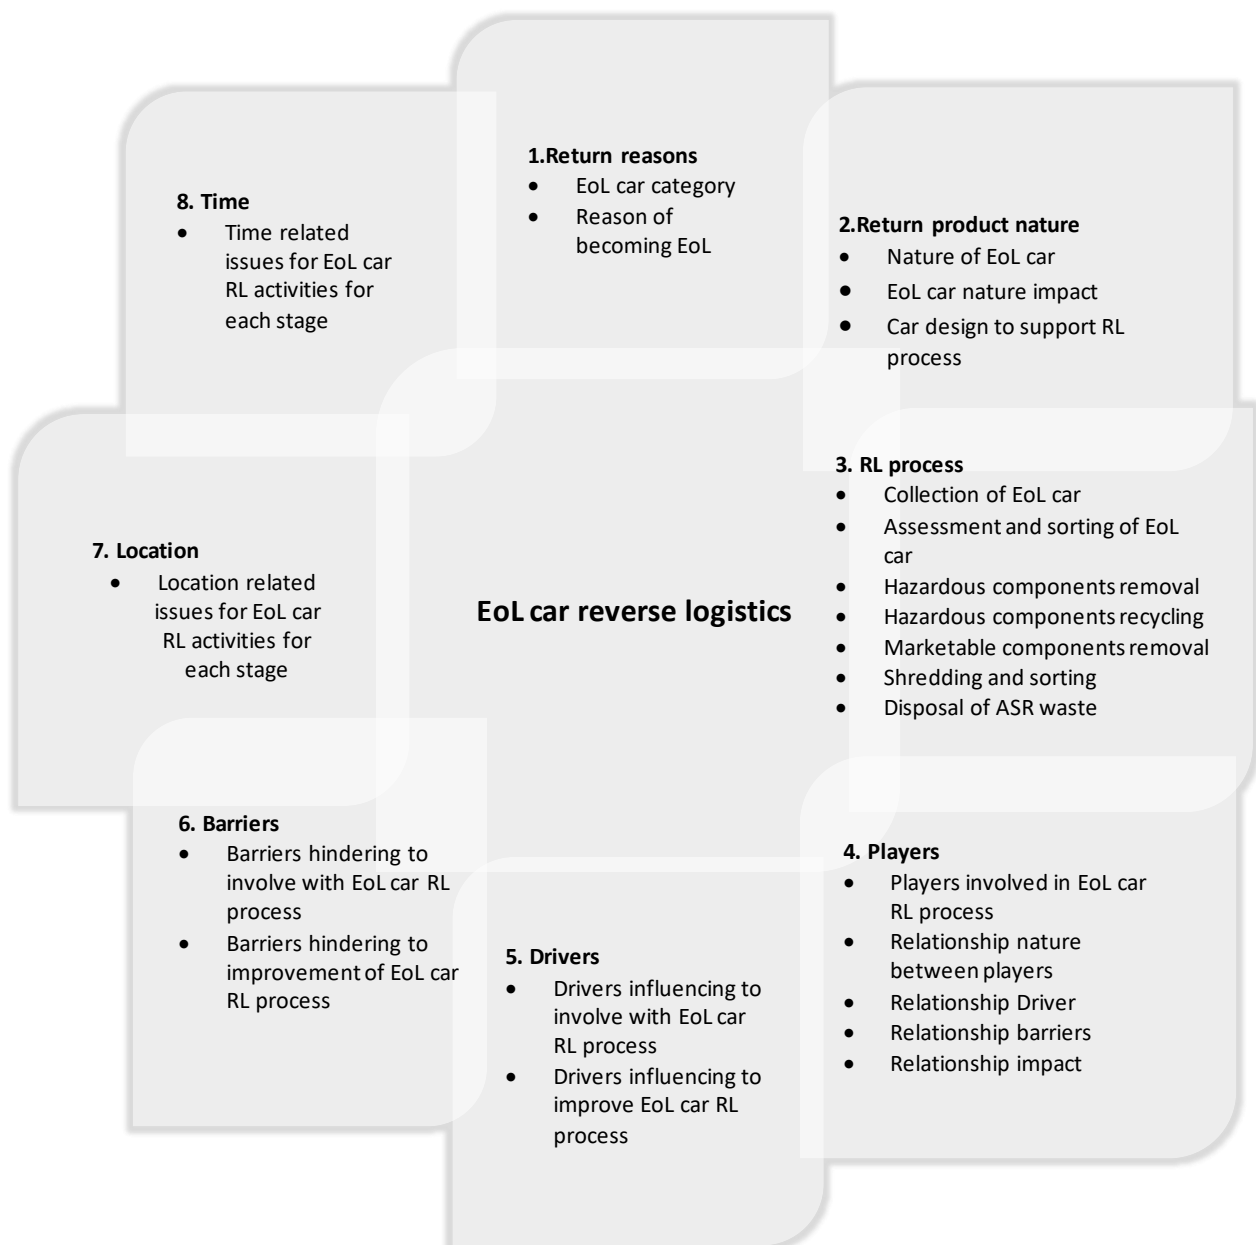 1.Return reasons
• EoL car category
• Reason of
becoming EoL
2.Return product nature
• Nature of EoL car
• EoL car nature impact
• Car design to support RL
process
3. RL process
• Collection of EoL car
• Assessment and sorting of EoL
car
• Hazardous components removal
• Hazardous components recycling
• Marketable components removal
• Shredding and sorting
• Disposal of ASR waste
4. Players
• Players involved in EoL car
RL process
• Relationship nature
between players
• Relationship Driver
• Relationship barriers
• Relationship impact
5. Drivers
• Drivers influencing to
involve with EoL car
RL process
• Drivers influencing to
improve EoL car RL
process
6. Barriers
• Barriers hindering to
involve with EoL car RL
process
• Barriers hindering to
improvement of EoL car
RL process
7. Location
• Location related
issues for EoL car
RL activities for
each stage
8. Time
• Time related
issues for EoL car
RL activities for
each stage
EoL car reverse logistics